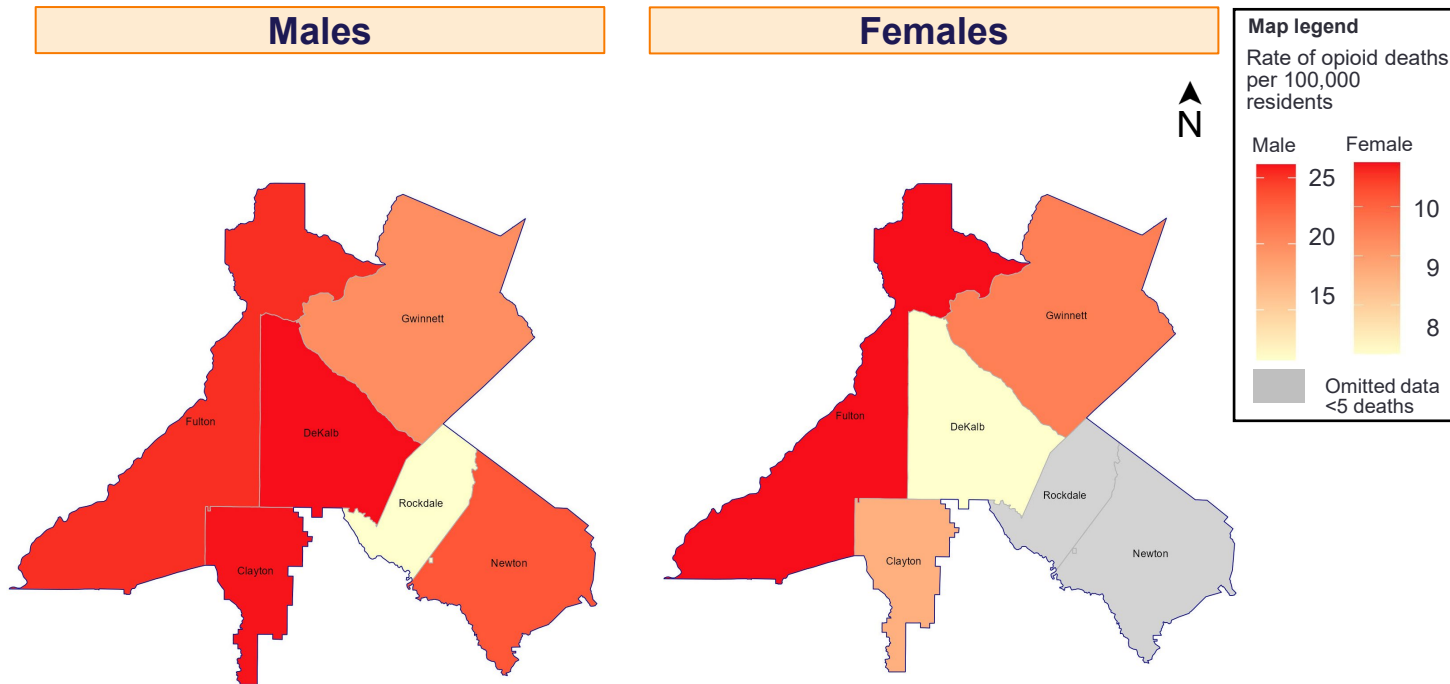 Males
Females
Map legend
Rate of opioid deaths
per 100,000
residents
Male
Female
25
20
15
10
9
8
Omitted data
<5 deaths
N
Gwinnett
Fulton
DeKalb
Rockdale
Clayton
Newton
Gwinnett
Fulton
DeKalb
Rockdale
Clayton
Newton